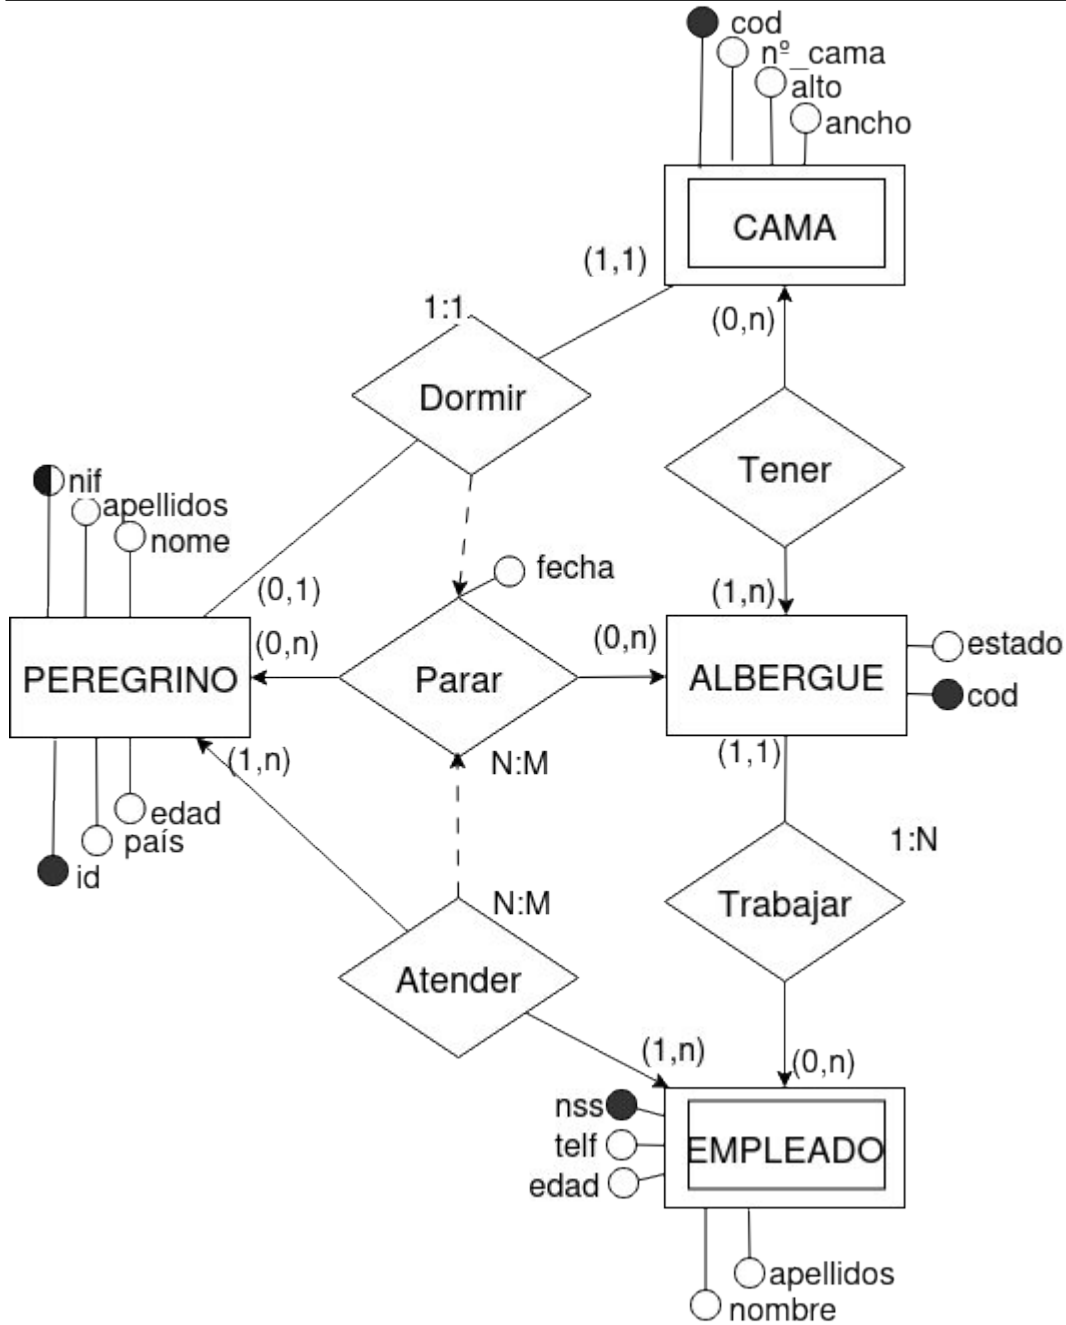 cod
nº_cama
alto
ancho
CAMA
(1,1)
(0,n)
1:1
Dormir
Tener
nif
apellidos
nome
(0,1)
fecha
(1,n)
(0,n)
(0,n)
PEREGRINO
Parar
ALBERGUE
estado
cod
(1,n)
N:M
(1,1)
edad
país
id
1:N
N:M
Trabajar
Atender
(1,n)
(0,n)
nss
telf
edad
EMPLEADO
apellidos
nombre